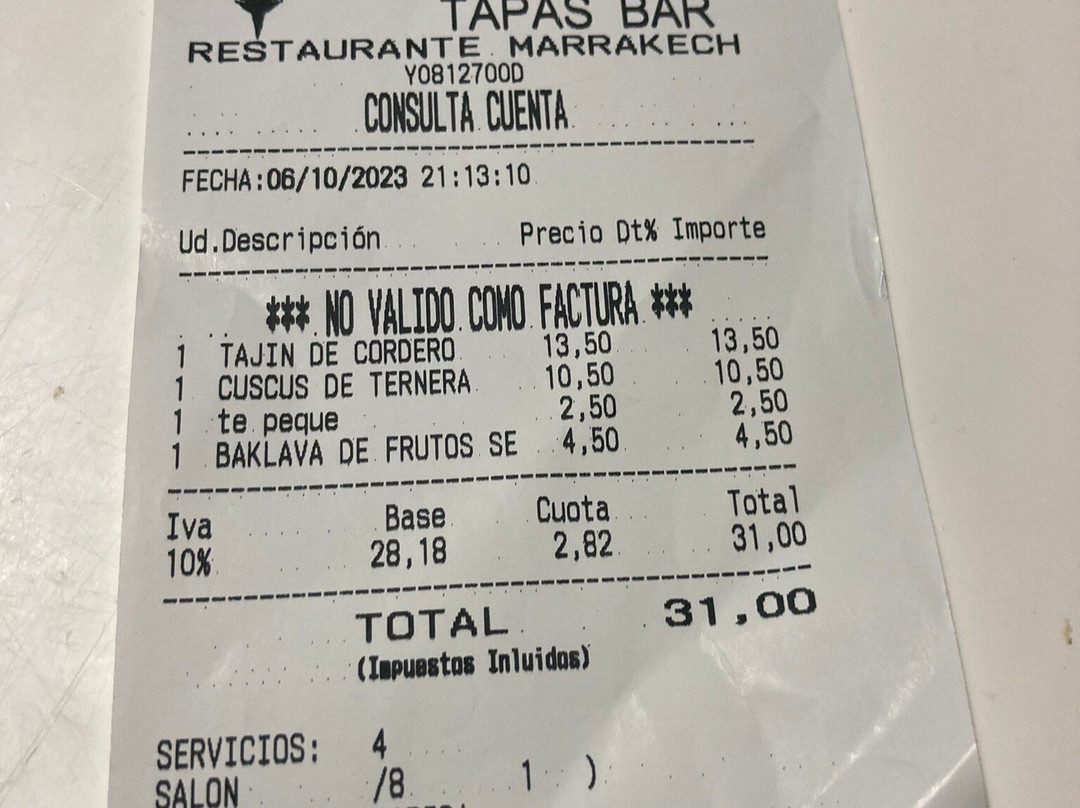 TAPAS BAR
RESTAURANTE MARRAKECH
Y0812700D
CONSULTA CUENTA
FECHA:06/10/2023 21:13:10
Ud.Descripción Precio Dt% Importe
*** NO VALIDO COMO FACTURA ***
1 TAJIN DE CORDERO 13,50 13,50
1 CUSCUS DE TERNERA 10,50 10,50
1 te peque 2,50 2,50
1 BAKLAVA DE FRUTOS SE 4,50 4,50
Iva Base Cuota Total
10% 28,18 2,82 31,00
TOTAL 31,00
(Impuestos Inluidos)
SERVICIOS: 4
SALON /8 1 )